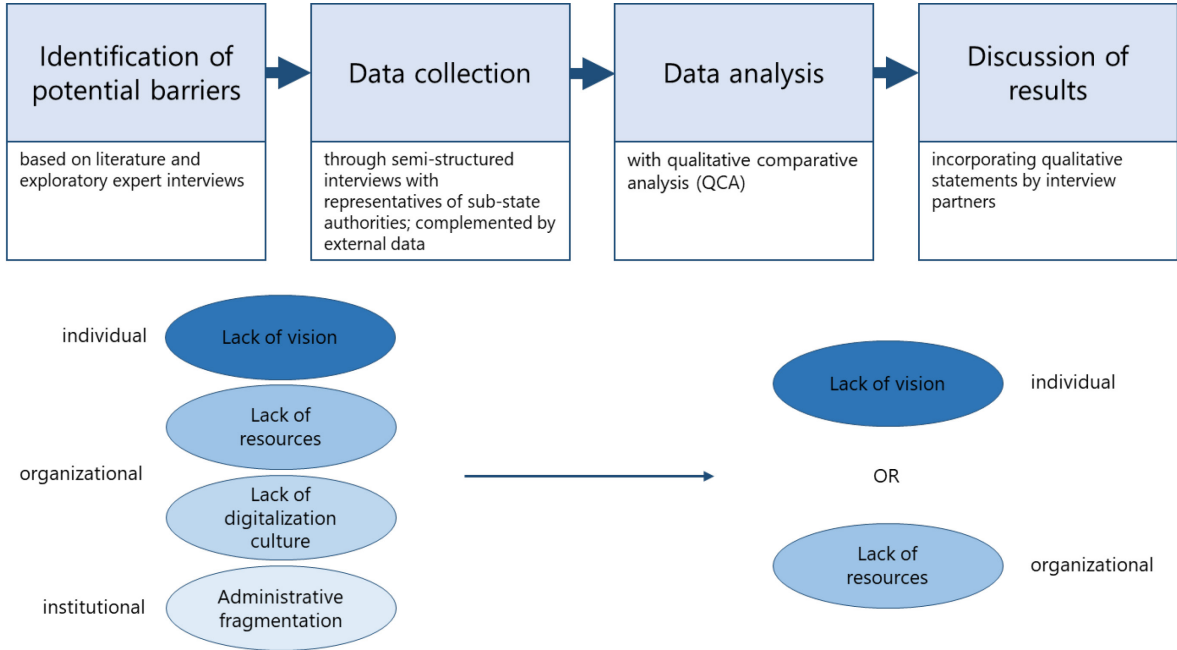 Identification of
potential barriers
based on literature and
exploratory expert interviews
Data collection
through semi-structured
interviews with
representatives of sub-state
authorities; complemented by
external data
Data analysis
with qualitative comparative
analysis (QCA)
Discussion of
results
incorporating qualitative
statements by interview
partners
individual
Lack of vision
Lack of
resources
organizational
Lack of
digitalization
culture
institutional
Administrative
fragmentation
Lack of vision
individual
OR
Lack of
resources
organizational